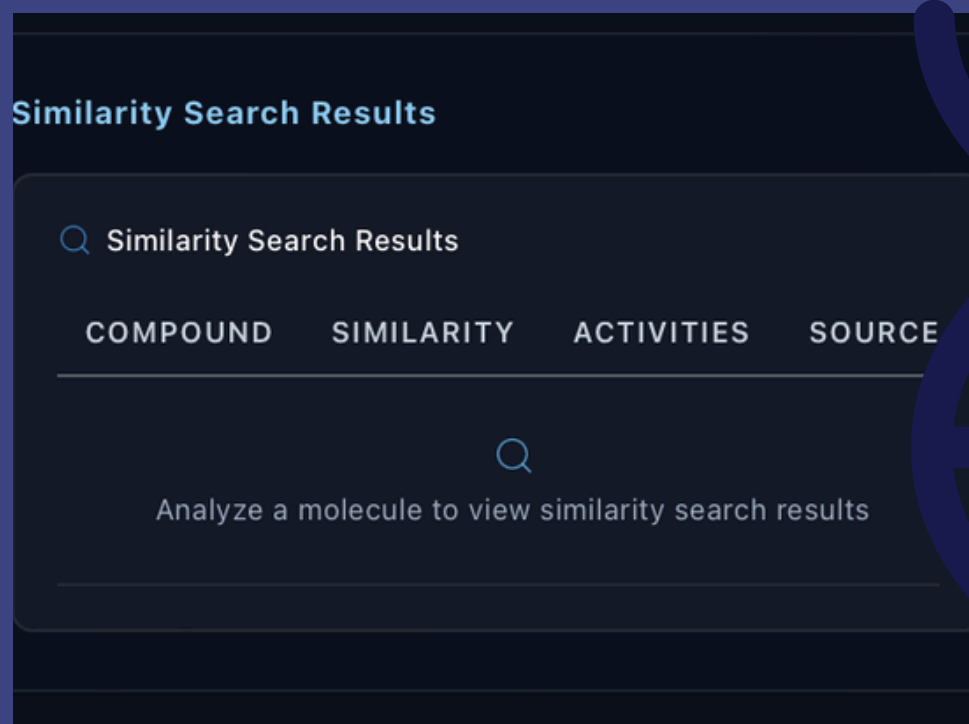 Similarity Search Results
Similarity Search Results
COMPOUND SIMILARITY ACTIVITIES SOURCE
Analyze a molecule to view similarity search results